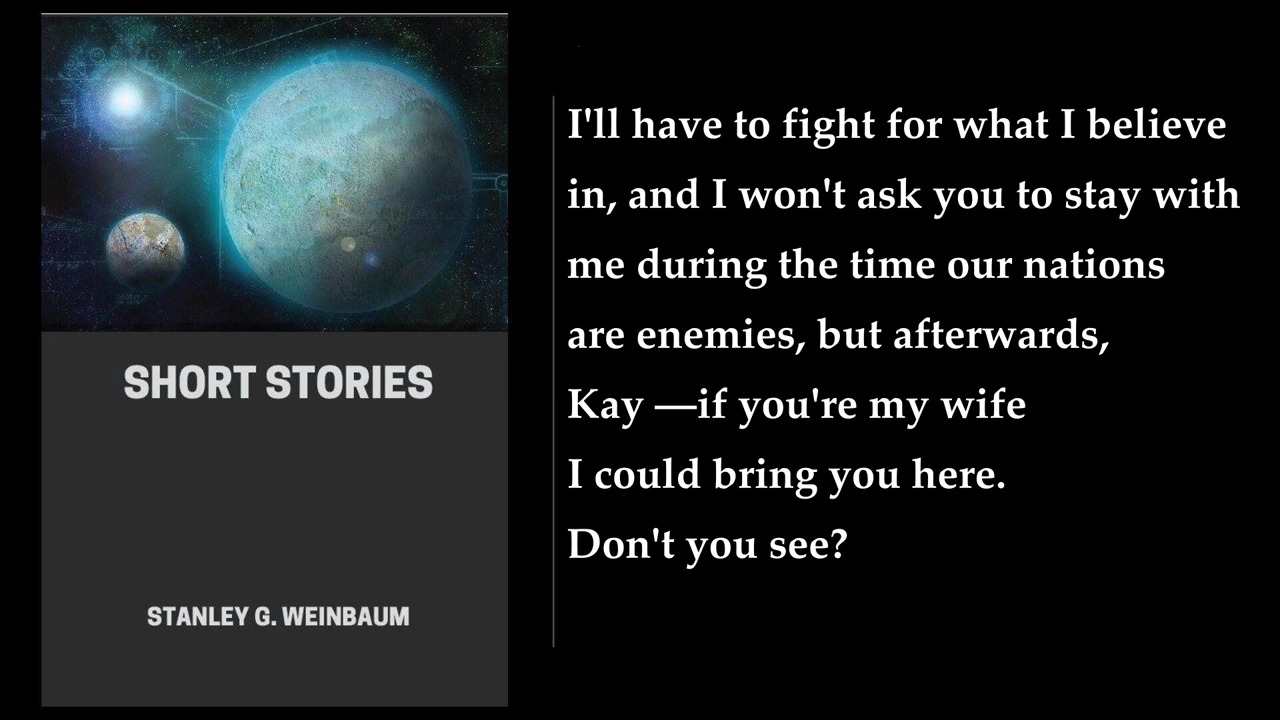 SHORT STORIES
STANLEY G. WEINBAUM
I'll have to fight for what I believe
in, and I won't ask you to stay with
me during the time our nations
are enemies, but afterwards,
Kay —if you're my wife
I could bring you here.
Don't you see?